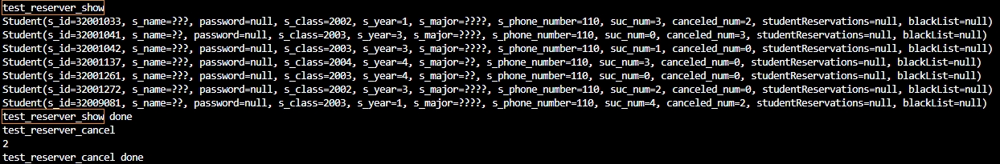 test_reserver_show
Student(s_id=32001033, s_name=???, password=null, s_class=2002, s_year=1, s_major=????, s_phone_number=110, suc_num=3, canceled_num=2, studentReservations=null, blackList=null)
Student(s_id=32001041, s_name=??, password=null, s_class=2003, s_year=3, s_major=????, s_phone_number=110, suc_num=0, canceled_num=3, studentReservations=null, blackList=null)
Student(s_id=32001042, s_name=???, password=null, s_class=2003, s_year=3, s_major=????, s_phone_number=110, suc_num=1, canceled_num=0, studentReservations=null, blackList=null)
Student(s_id=32001137, s_name=???, password=null, s_class=2004, s_year=4, s_major=??, s_phone_number=110, suc_num=3, canceled_num=0, studentReservations=null, blackList=null)
Student(s_id=32001261, s_name=???, password=null, s_class=2003, s_year=4, s_major=??, s_phone_number=110, suc_num=0, canceled_num=0, studentReservations=null, blackList=null)
Student(s_id=32001272, s_name=???, password=null, s_class=2002, s_year=3, s_major=????, s_phone_number=110, suc_num=2, canceled_num=0, studentReservations=null, blackList=null)
Student(s_id=32009081, s_name=??, password=null, s_class=2003, s_year=1, s_major=????, s_phone_number=110, suc_num=4, canceled_num=2, studentReservations=null, blackList=null)
test_reserver_show done
test_reserver_cancel
2
test_reserver_cancel done